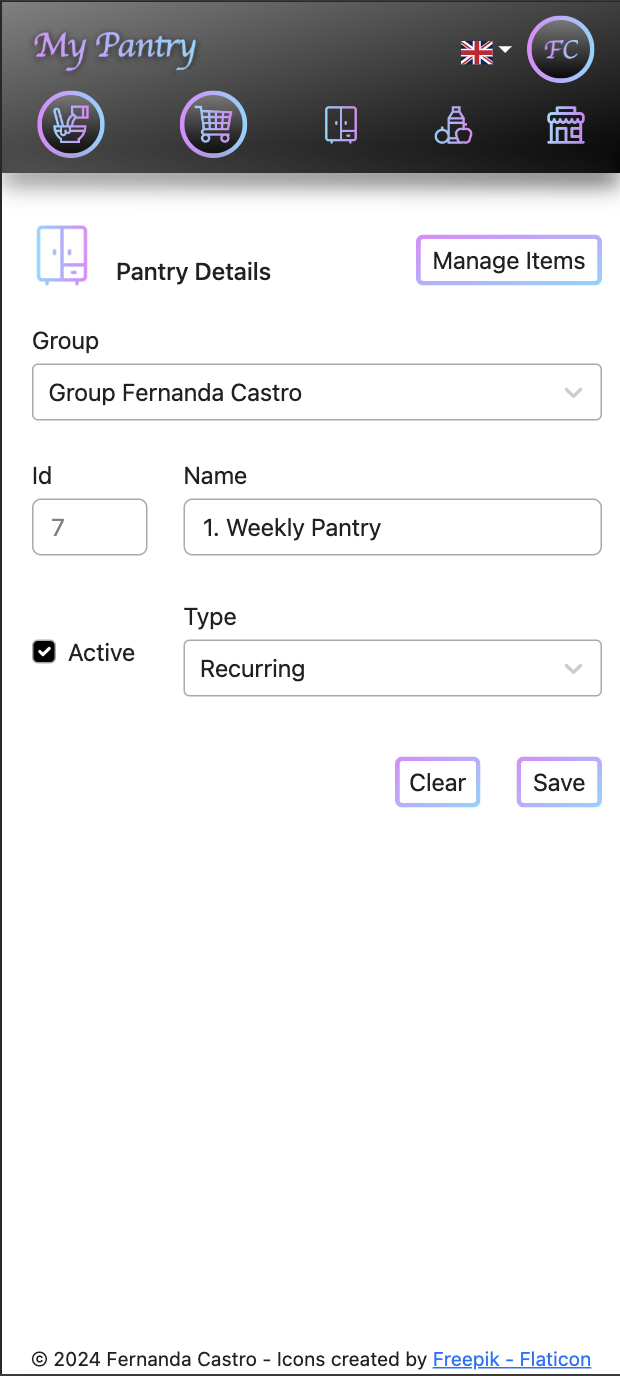 My Pantry
FC
Pantry Details
Manage Items
Group
Group Fernanda Castro
Id
Name
7
1. Weekly Pantry
Type
Active
Recurring
Clear
Save
© 2024 Fernanda Castro - Icons created by Freepik - Flaticon